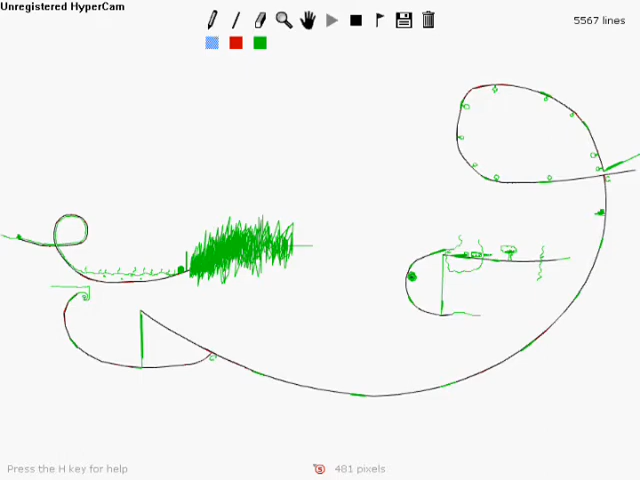 Unregistered HyperCam
5567 lines
Press the H key for help
481 pixels